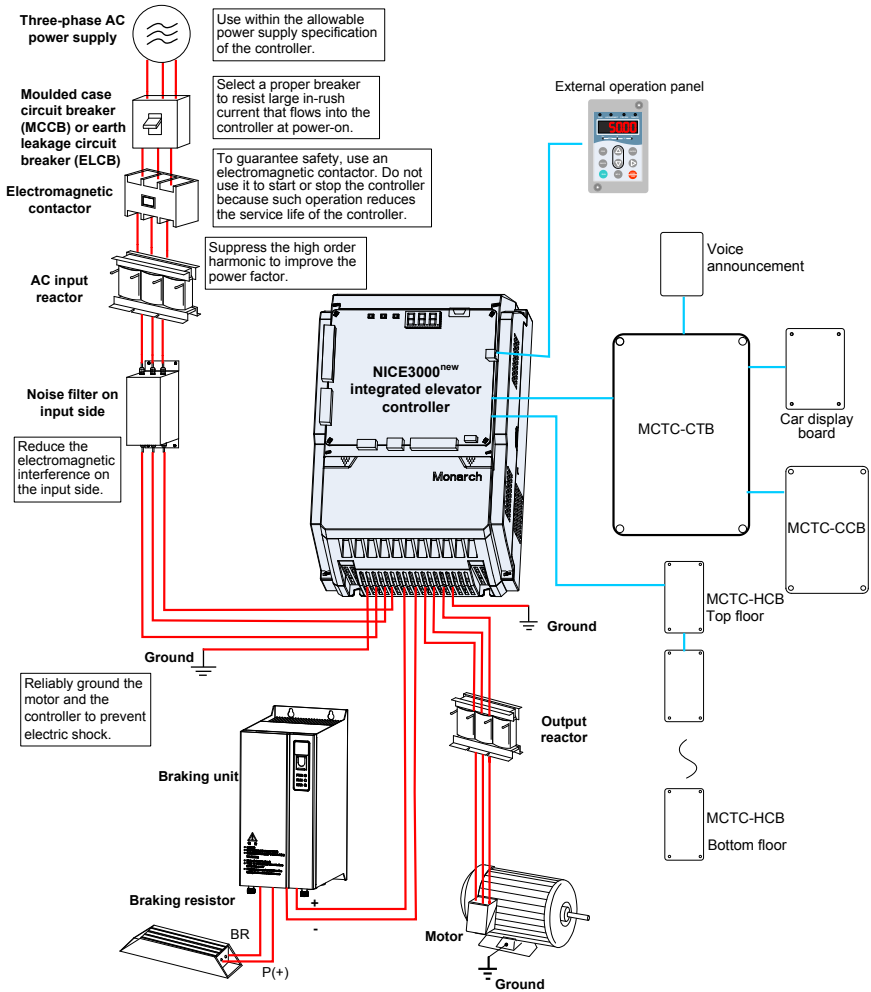 Three-phase AC
power supply
Use within the allowable
power supply specification
of the controller.
Moulded case
circuit breaker
(MCCB) or earth
leakage circuit
breaker (ELCB)
Select a proper breaker
to resist large in-rush
current that flows into the
controller at power-on.
External operation panel
50.00
Electromagnetic
contactor
To guarantee safety, use an
electromagnetic contactor. Do not
use it to start or stop the controller
because such operation reduces
the service life of the controller.
AC input
reactor
Suppress the high order
harmonic to improve the
power factor.
Voice
announcement
NICE3000new
integrated elevator
controller
Monarch
Noise filter on
input side
Reduce the
electromagnetic
interference on
the input side.
MCTC-CTB
Car display
board
MCTC-CCB
MCTC-HCB
Top floor
Ground
Ground
Reliably ground the
motor and the
controller to prevent
electric shock.
Output
reactor
Braking unit
MCTC-HCB
Bottom floor
Braking resistor
+
-
BR
P(+)
Motor
Ground